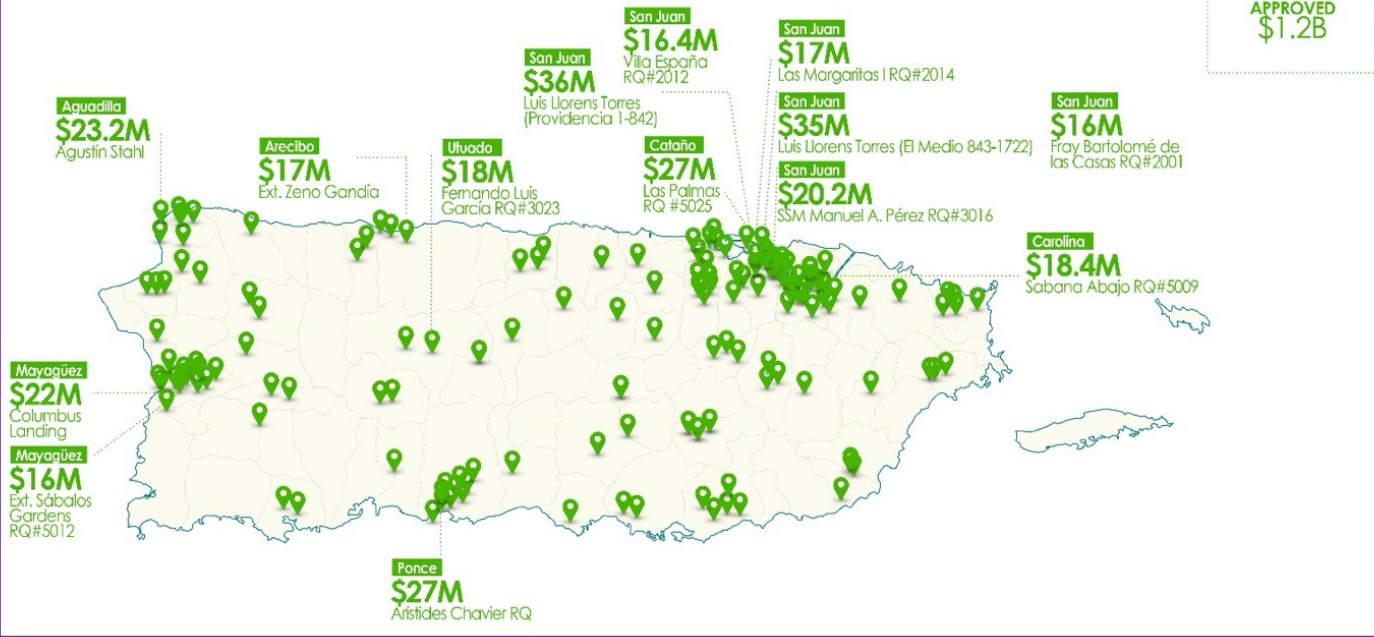 APPROVED
$1.2B
San Juan
$16.4M
Villa España
RQ#2012
San Juan
$17M
Las Margaritas I RQ#2014
San Juan
$36M
Luis Llorens Torres
(Providencia 1-842)
San Juan
$35M
Luis Llorens Torres (El Medio 843-1722)
San Juan
$16M
Fray Bartolomé de
las Casas RQ#2001
Aguadilla
$23.2M
Agustín Stahl
Arecibo
$17M
Ext. Zeno Gandía
Utuado
$18M
Fernando Luis
García RQ#3023
Cataño
$27M
Las Palmas
RQ #5025
San Juan
$20.2M
SSM Manuel A. Pérez RQ#3016
Carolina
$18.4M
Sabana Abajo RQ#5009
Mayagüez
$22M
Columbus
Landing
Mayagüez
$16M
Ext. Sábalos
Gardens
RQ#5012
Ponce
$27M
Arístides Chavier RQ